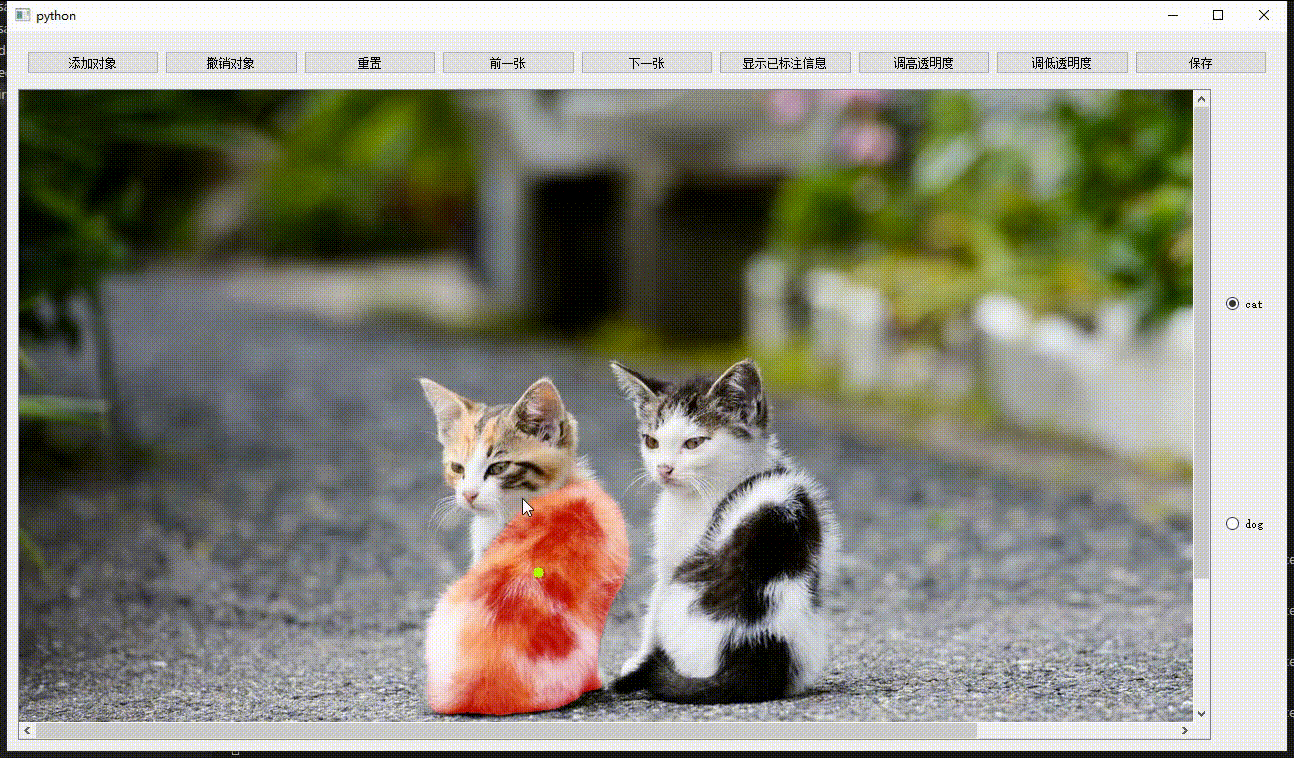 python
添加对象
撤销对象
重置
前一张
下一张
显示已标注信息
调高透明度
调低透明度
保存
cat
dog